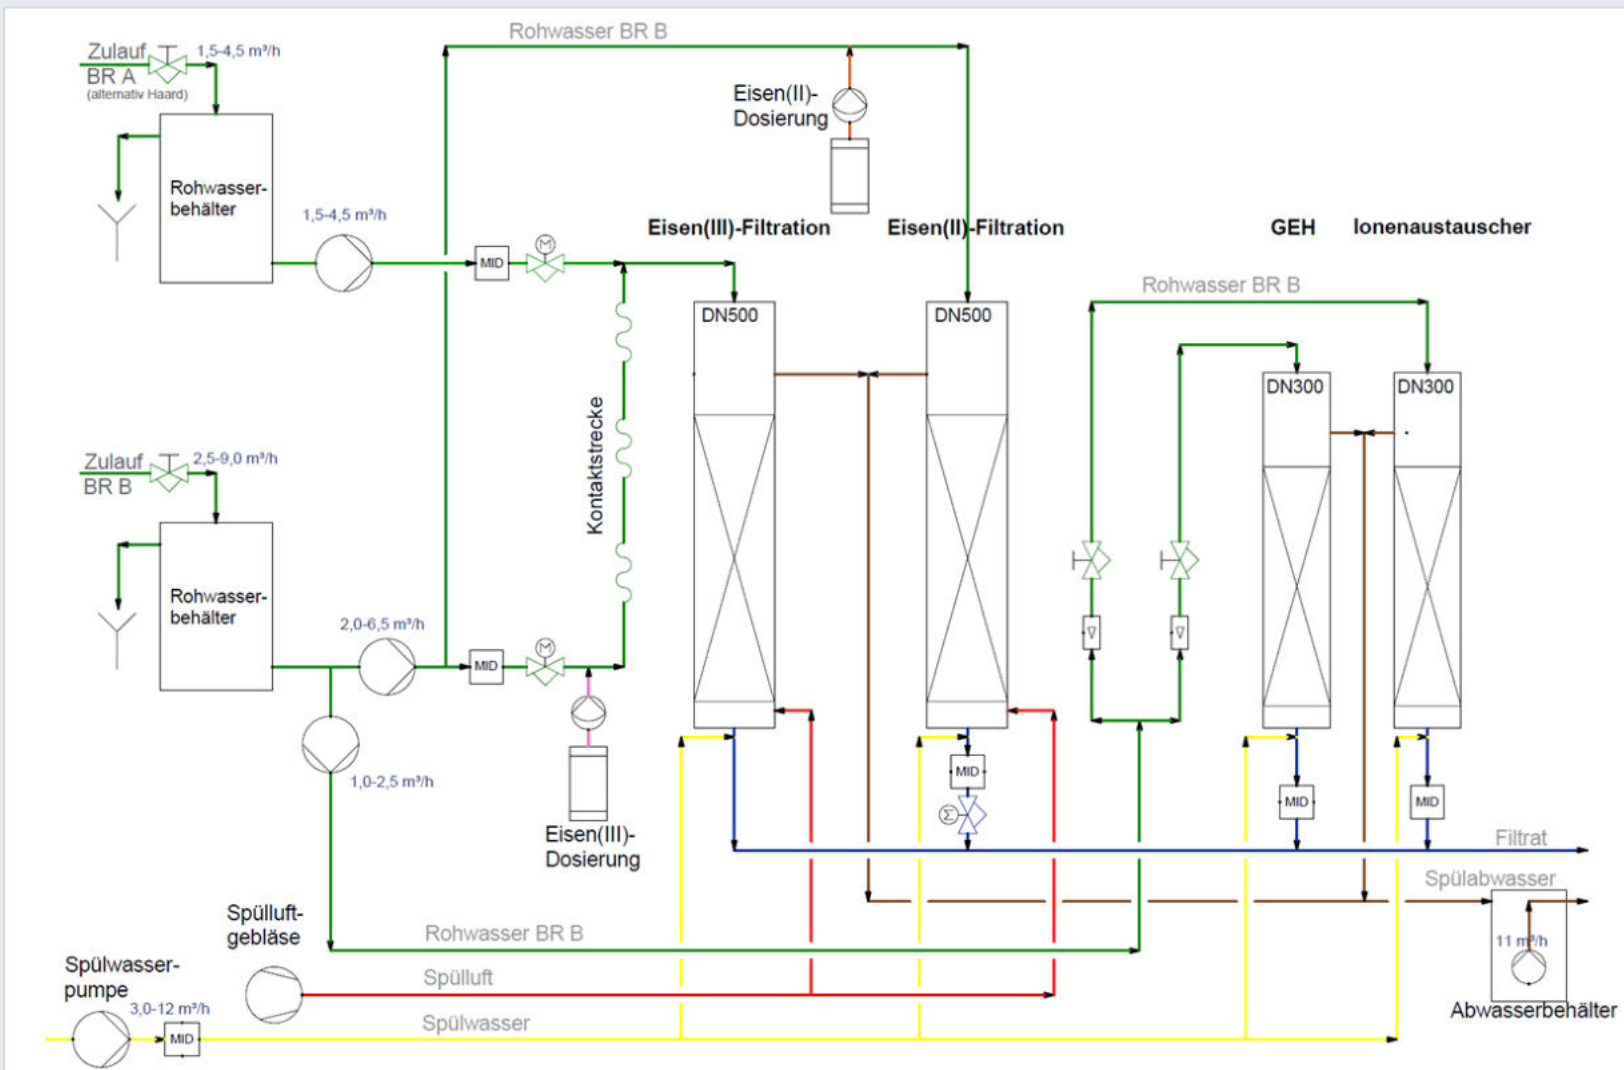 Rohwasser BR B
Zulauf
1,5-4,5 m³/h
BR A
(alternativ Haard)
Eisen(II)-
Dosierung
Rohwasser-
behälter
1,5-4,5 m³/h
Eisen(III)-Filtration
Eisen(II)-Filtration
GEH
Ionenaustauscher
M
MID
Rohwasser BR B
DN500
DN500
DN300
DN300
Kontaktstrecke
Zulauf
2,5-9,0 m³/h
BR B
Rohwasser-
behälter
2,0-6,5 m³/h
M
MID
1,0-2,5 m³/h
MID
MID
MID
Σ
Eisen(III)-
Dosierung
Filtrat
Spülabwasser
Spülluft-
gebläse
Rohwasser BR B
11 m³/h
Spülwasser-
pumpe
Spülluft
3,0-12 m³/h
Abwasserbehälter
MID
Spülwasser